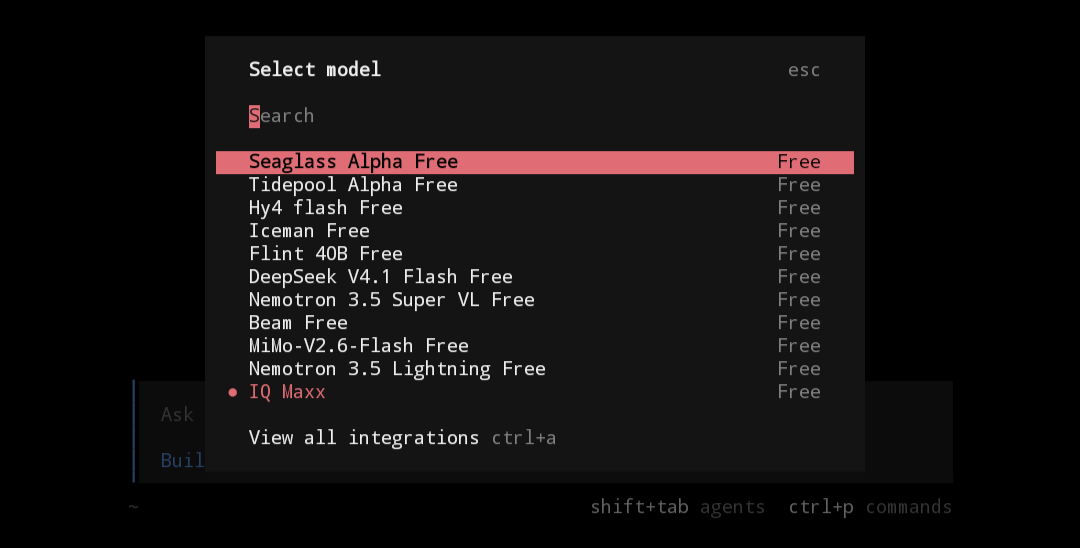 Select model esc
Search
Seaglass Alpha Free Free
Tidepool Alpha Free Free
Hy4 flash Free Free
Iceman Free Free
Flint 40B Free Free
DeepSeek V4.1 Flash Free Free
Nemotron 3.5 Super VL Free Free
Beam Free Free
MiMo-V2.6-Flash Free Free
Nemotron 3.5 Lightning Free Free
● IQ Maxx Free
Ask
View all integrations ctrl+a
Buil
~ shift+tab agents ctrl+p commands